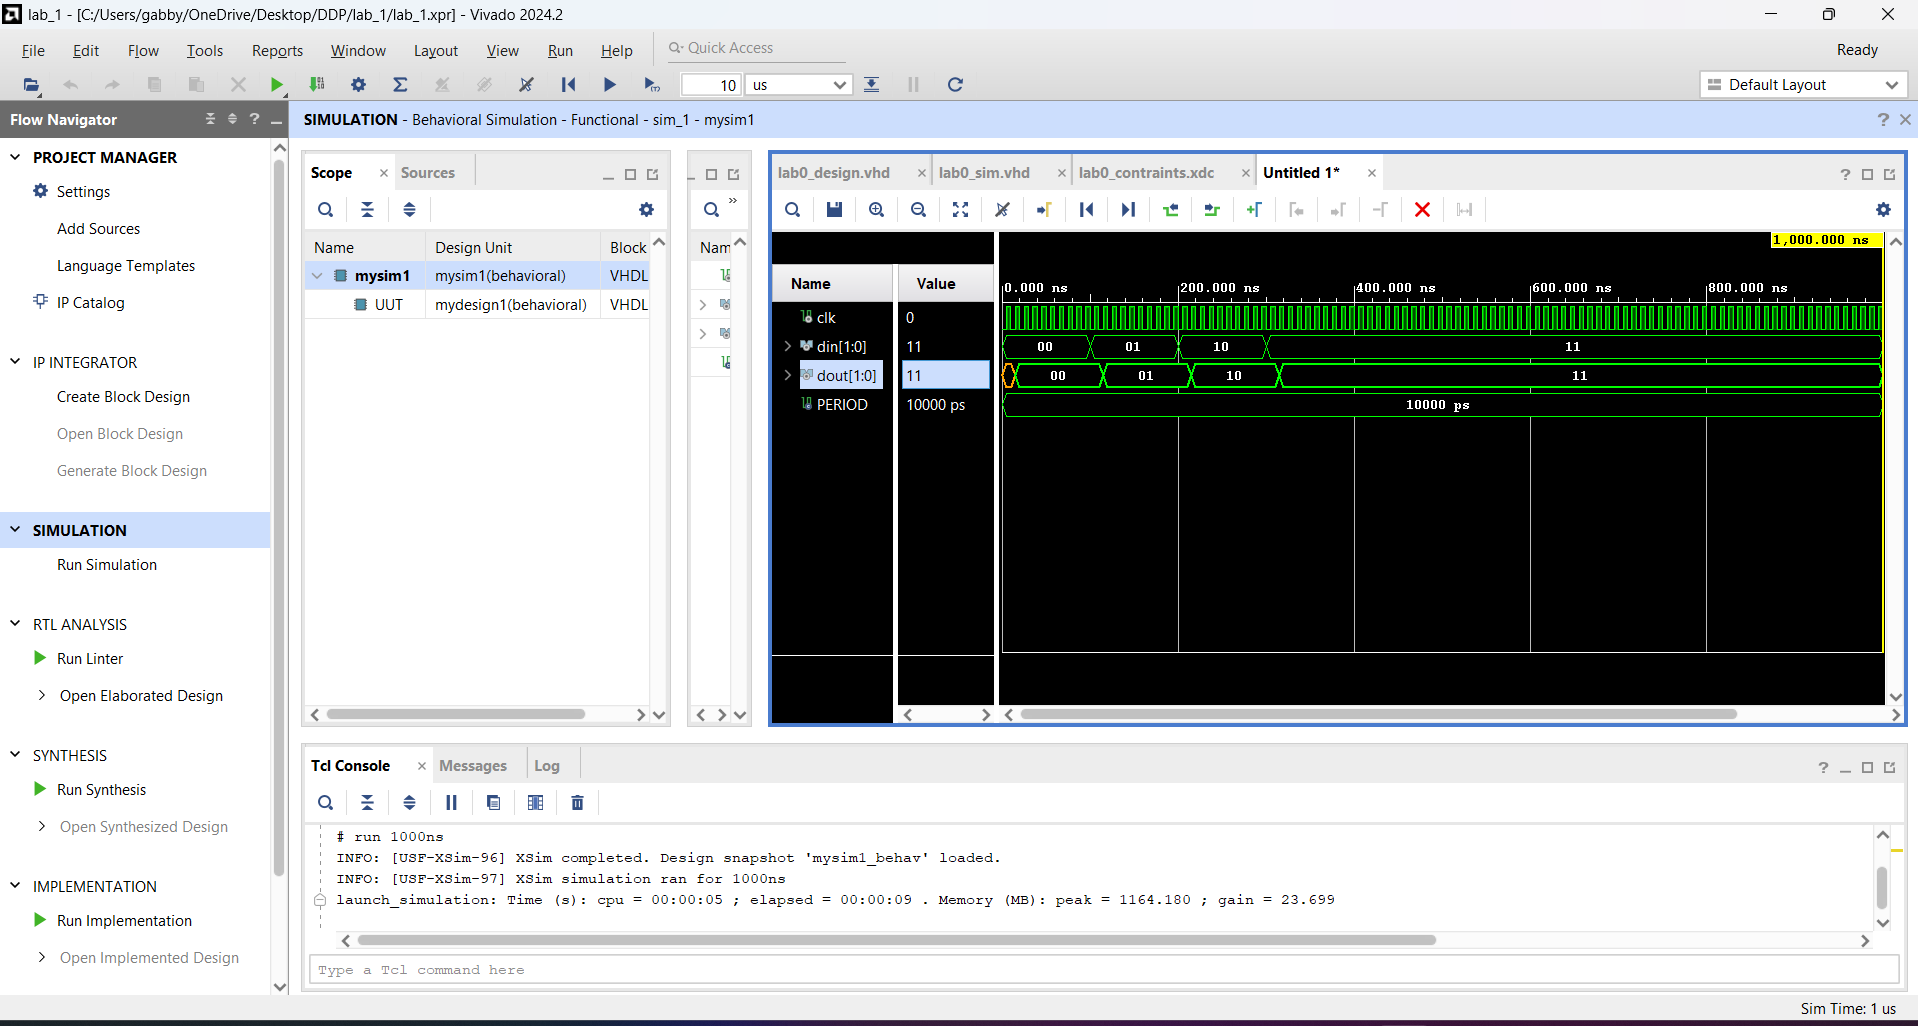 lab_1 - [C:/Users/gabby/OneDrive/Desktop/DDP/lab_1/lab_1.xpr] - Vivado 2024.2
File Edit Flow Tools Reports Window Layout View Run Help Quick Access Ready
10 us Default Layout
Flow Navigator
SIMULATION - Behavioral Simulation - Functional - sim_1 - mysim1
PROJECT MANAGER
Settings
Add Sources
Language Templates
IP Catalog
IP INTEGRATOR
Create Block Design
Open Block Design
Generate Block Design
SIMULATION
Run Simulation
RTL ANALYSIS
Run Linter
Open Elaborated Design
SYNTHESIS
Run Synthesis
Open Synthesized Design
IMPLEMENTATION
Run Implementation
Open Implemented Design
Scope Sources
Name Design Unit Block
mysim1 mysim1(behavioral) VHDL
UUT mydesign1(behavioral) VHDL
Nam
lab0_design.vhd lab0_sim.vhd lab0_contraints.xdc Untitled 1*
1,000.000 ns
Name Value 0.000 ns 200.000 ns 400.000 ns 600.000 ns 800.000 ns
clk 0
din[1:0] 11 00 01 10 11
dout[1:0] 11 00 01 10 11
PERIOD 10000 ps 10000 ps
Tcl Console Messages Log
# run 1000ns
INFO: [USF-XSim-96] XSim completed. Design snapshot 'mysim1_behav' loaded.
INFO: [USF-XSim-97] XSim simulation ran for 1000ns
launch_simulation: Time (s): cpu = 00:00:05 ; elapsed = 00:00:09 . Memory (MB): peak = 1164.180 ; gain = 23.699
Type a Tcl command here
Sim Time: 1 us